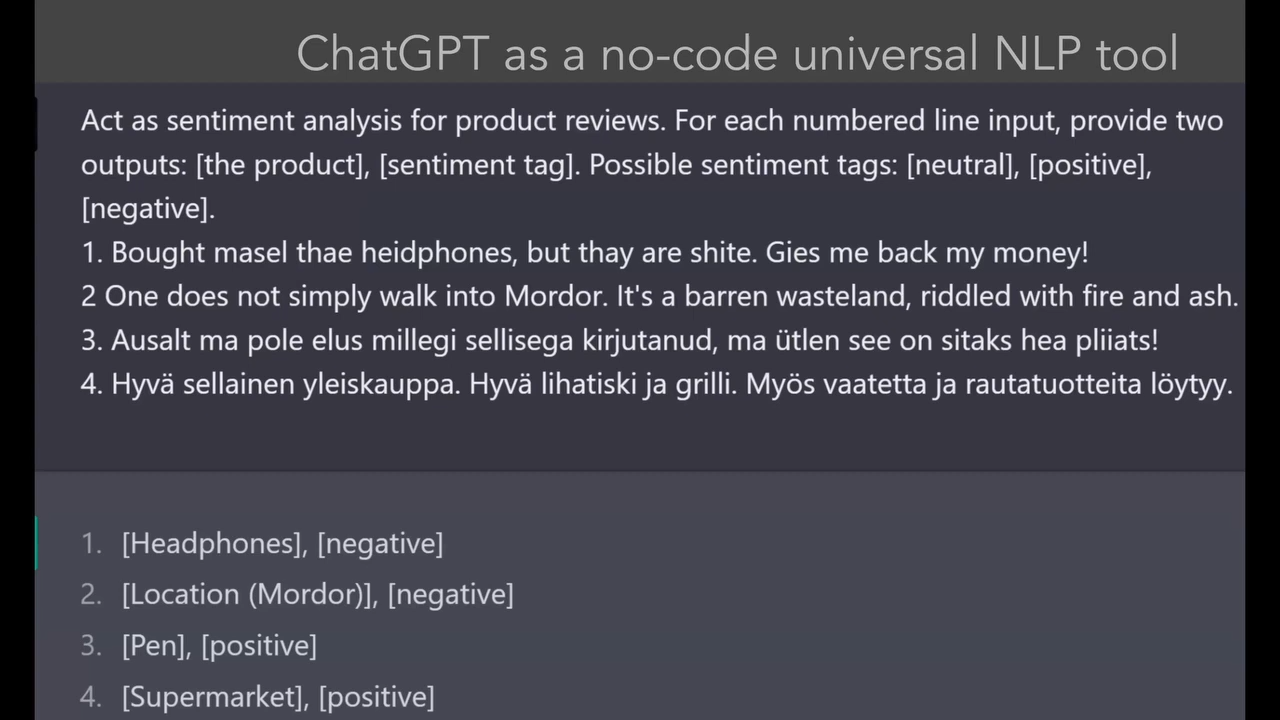 ChatGPT as a no-code universal NLP tool
Act as sentiment analysis for product reviews. For each numbered line input, provide two
outputs: [the product], [sentiment tag]. Possible sentiment tags: [neutral], [positive],
[negative].
1. Bought masel thae heidphones, but thay are shite. Gies me back my money!
2 One does not simply walk into Mordor. It's a barren wasteland, riddled with fire and ash.
3. Ausalt ma pole elus millegi sellisega kirjutanud, ma ütlen see on sitaks hea pliiats!
4. Hyvä sellainen yleiskauppa. Hyvä lihatiski ja grilli. Myös vaatetta ja rautatuotteita löytyy.
1. [Headphones], [negative]
2. [Location (Mordor)], [negative]
3. [Pen], [positive]
4. [Supermarket], [positive]